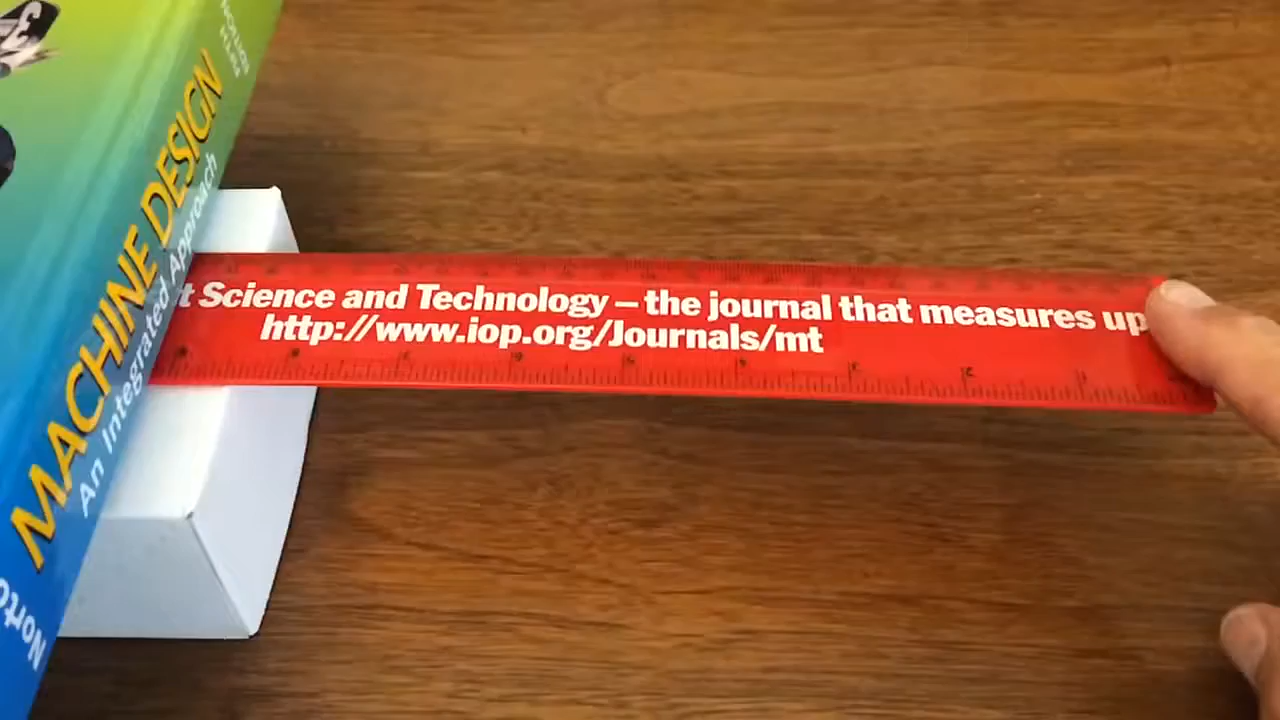 MACHINE DESIGN
An Integrated Approach
t Science and Technology – the journal that measures up
http://www.iop.org/Journals/mt